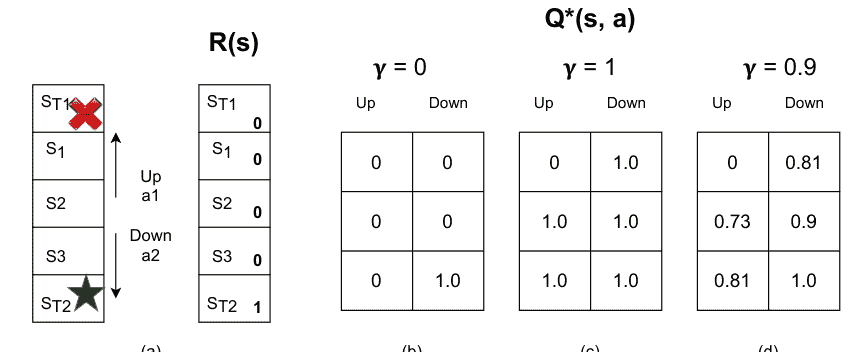 Q*(s, a)
R(s)
γ = 0
γ = 1
γ = 0.9
Up Down
Up Down
Up Down
ST1
S1
S2
S3
ST2
Up
a1
Down
a2
ST1 0
S1 0
S2 0
S3 0
ST2 1
0 0
0 0
0 1.0
0 1.0
1.0 1.0
1.0 1.0
0 0.81
0.73 0.9
0.81 1.0
(a) (b) (c) (d)